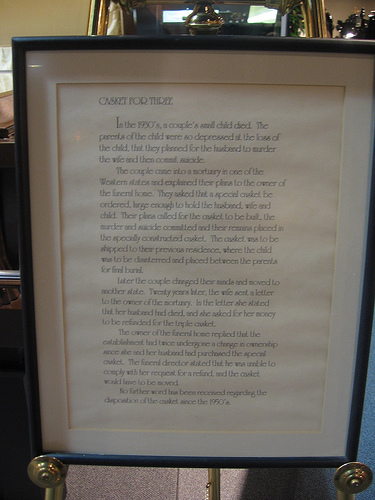 CASKET FOR THREE
In the 1930's, a couple's small child died. The
parents of the child were so depressed at the loss of
the child, that they planned for the husband to murder
the wife and then commit suicide.
The couple came into a mortuary in one of the
Western states and explained their plans to the owner of
the funeral home. They asked that a special casket be
ordered, large enough to hold the husband, wife and
child. Their plans called for the casket to be built, the
murder and suicide committed and their remains placed in
the specially constructed casket. The casket was to be
shipped to their previous residence, where the child
was to be disinterred and placed between the parents
for final burial.
Later the couple changed their minds and moved to
another state. Twenty years later, the wife sent a letter
to the owner of the mortuary. In the letter she stated
that her husband had died, and she asked for her money
to be refunded for the triple casket.
The owner of the funeral home replied that the
establishment had twice undergone a change in ownership
since she and her husband had purchased the special
casket. The funeral director stated that he was unable to
comply with her request for a refund, and the casket
would have to be moved.
No further word has been received regarding the
disposition of the casket since the 1950's.